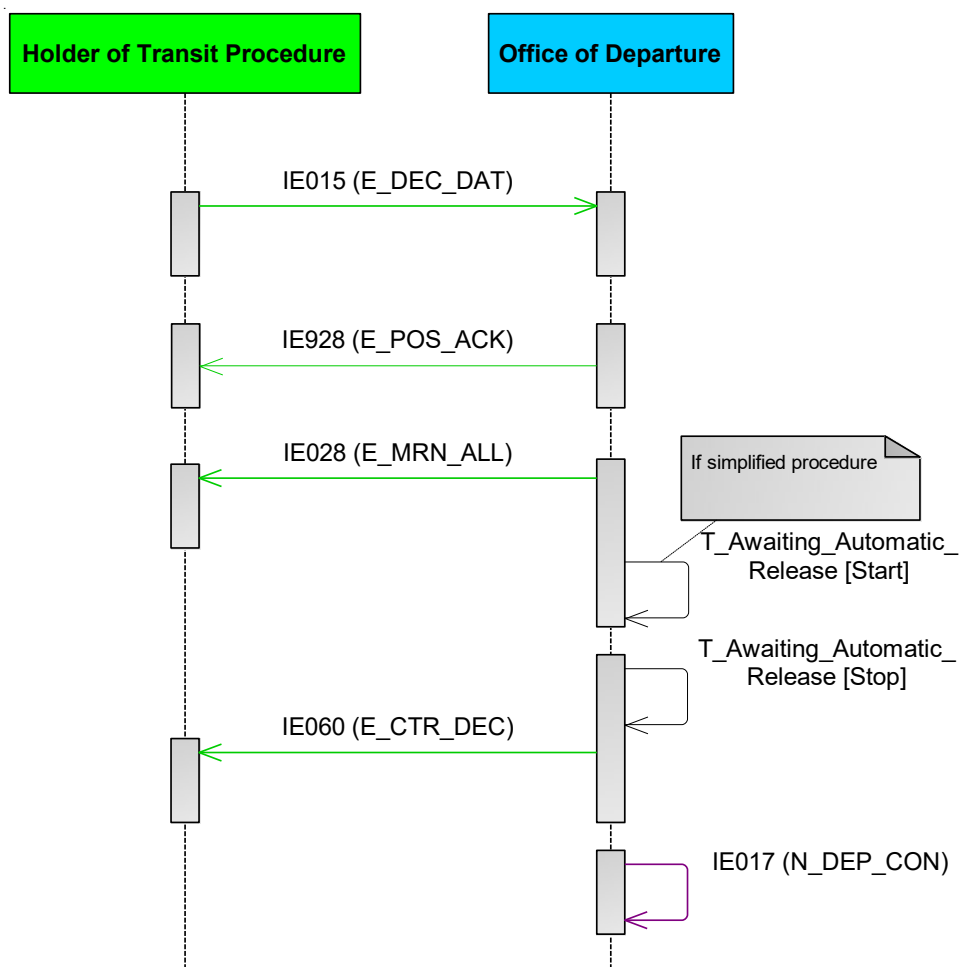 Holder of Transit Procedure
Office of Departure
IE015 (E_DEC_DAT)
IE928 (E_POS_ACK)
IE028 (E_MRN_ALL)
If simplified procedure
T_Awaiting_Automatic_
Release [Start]
T_Awaiting_Automatic_
Release [Stop]
IE060 (E_CTR_DEC)
IE017 (N_DEP_CON)